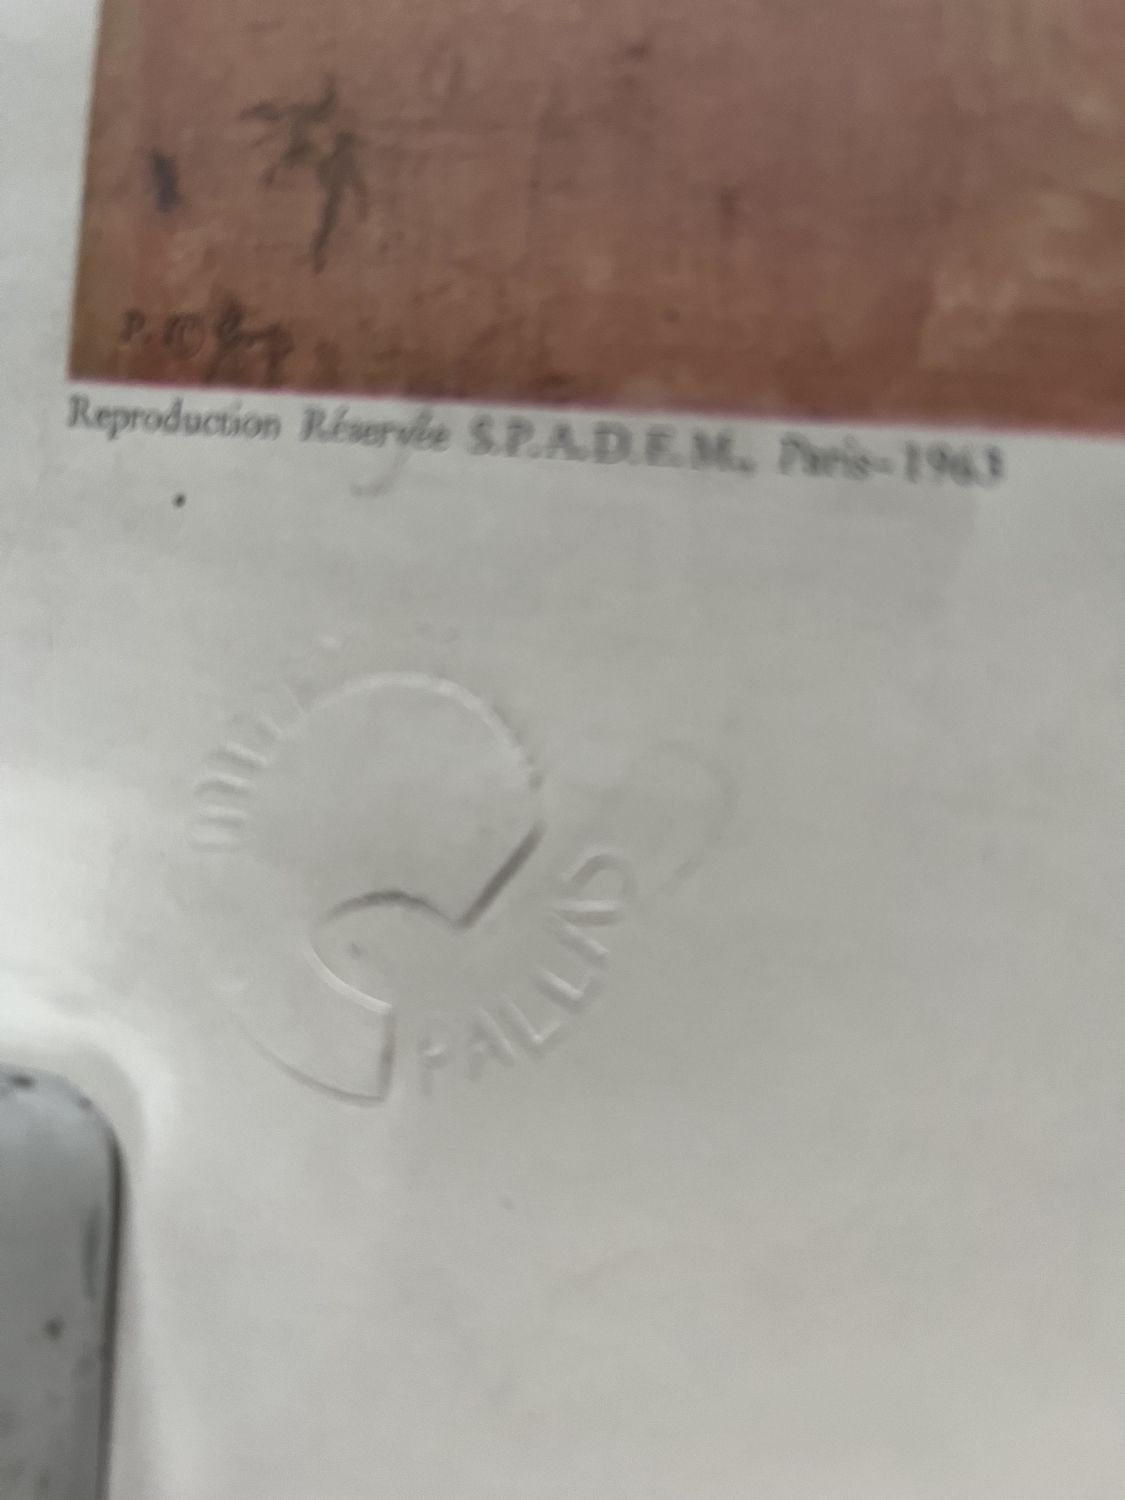 Reproduction Réservée S.P.A.D.E.M., Paris-1963
PALLAS